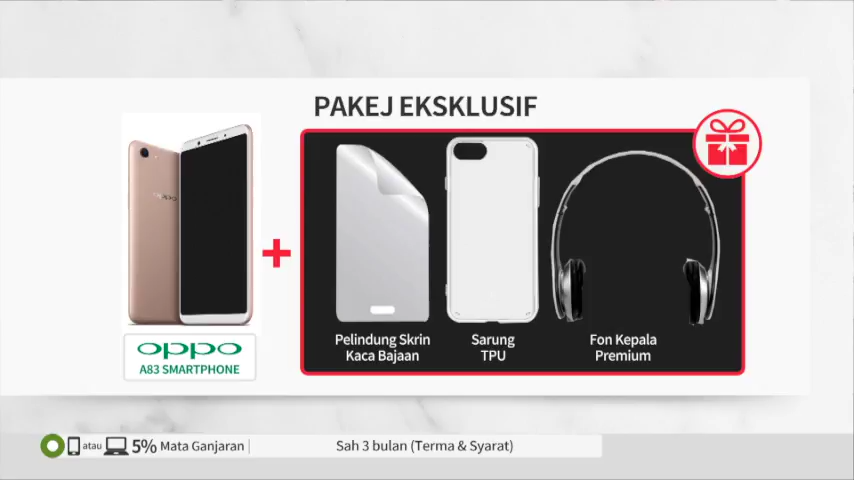 PAKEJ EKSKLUSIF
oppo
Pelindung Skrin
Kaca Bajaan
Sarung
TPU
Fon Kepala
Premium
oppo
A83 SMARTPHONE
atau 5% Mata Ganjaran
Sah 3 bulan (Terma & Syarat)